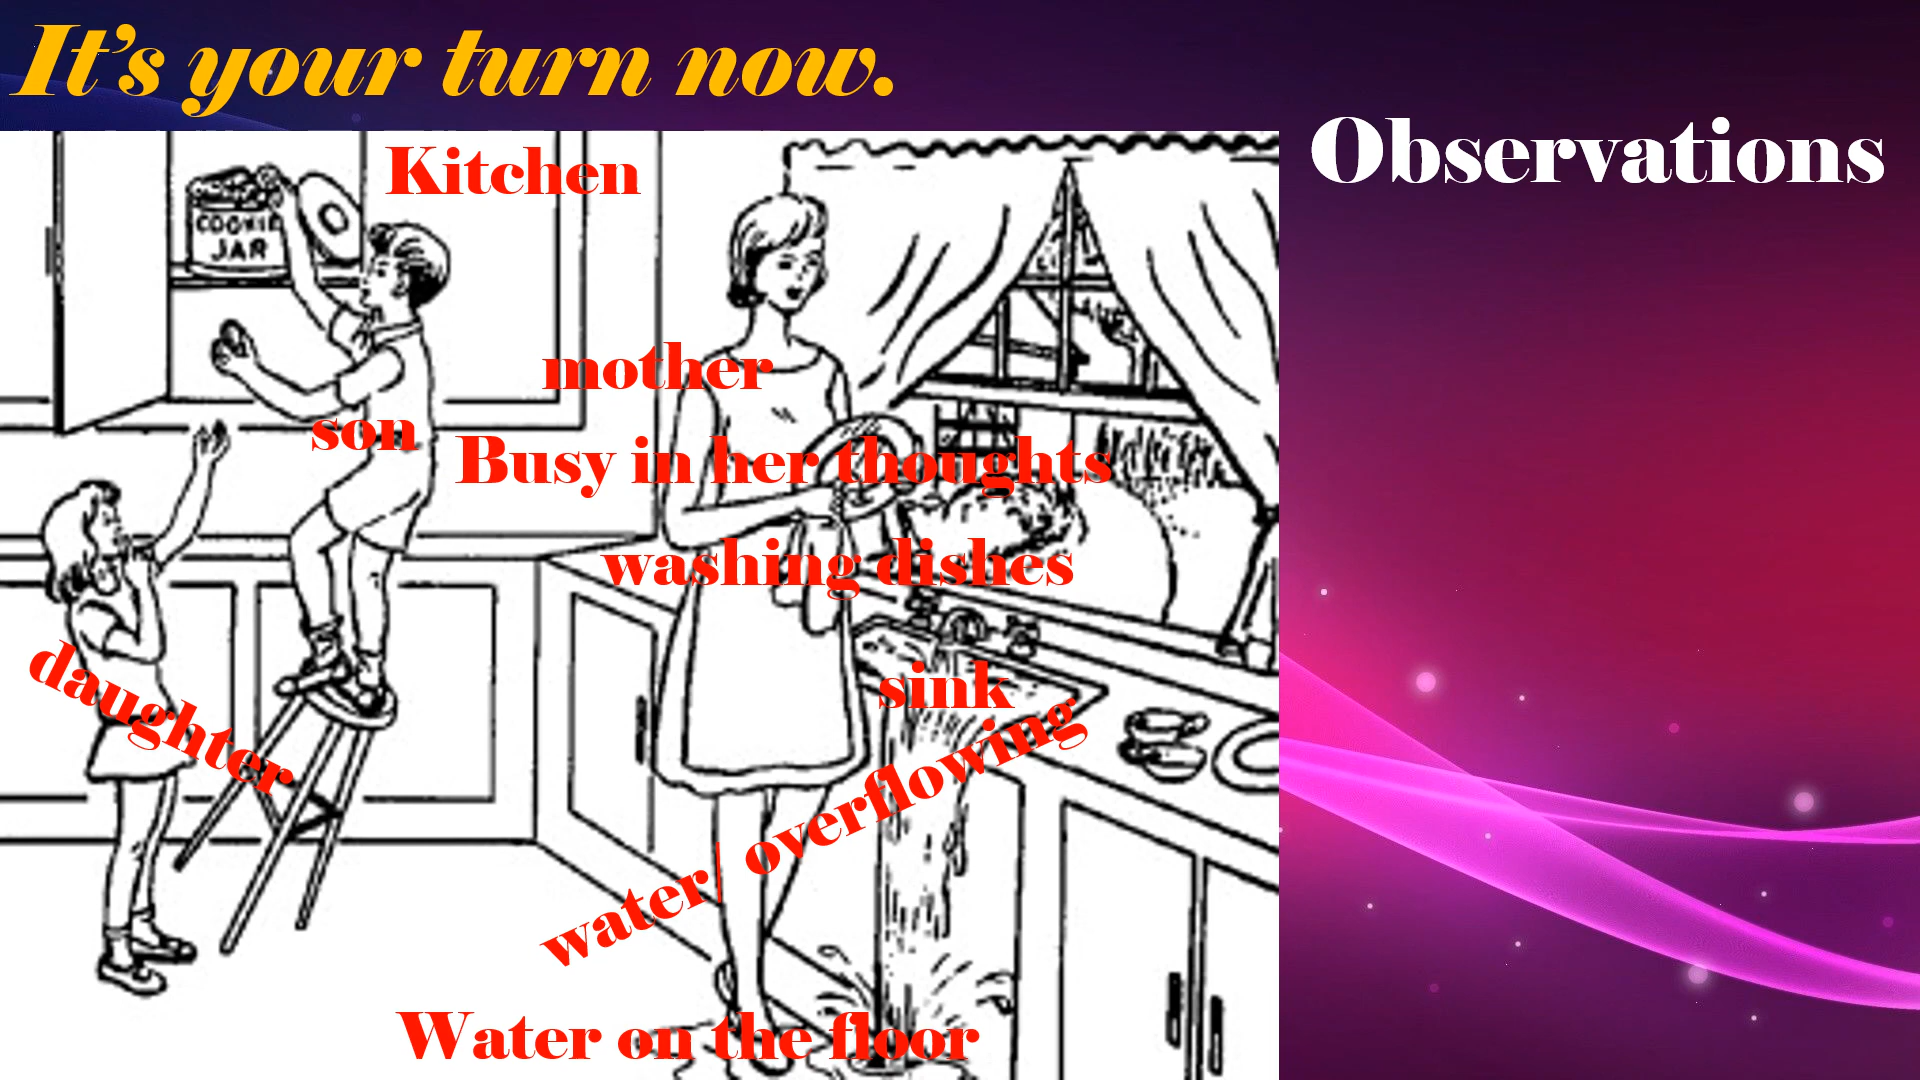 It's your turn now.
Observations
Kitchen
COOKIE
JAR
mother
son
Busy in her thoughts
washing dishes
daughter
sink
water/ overflowing
Water on the floor